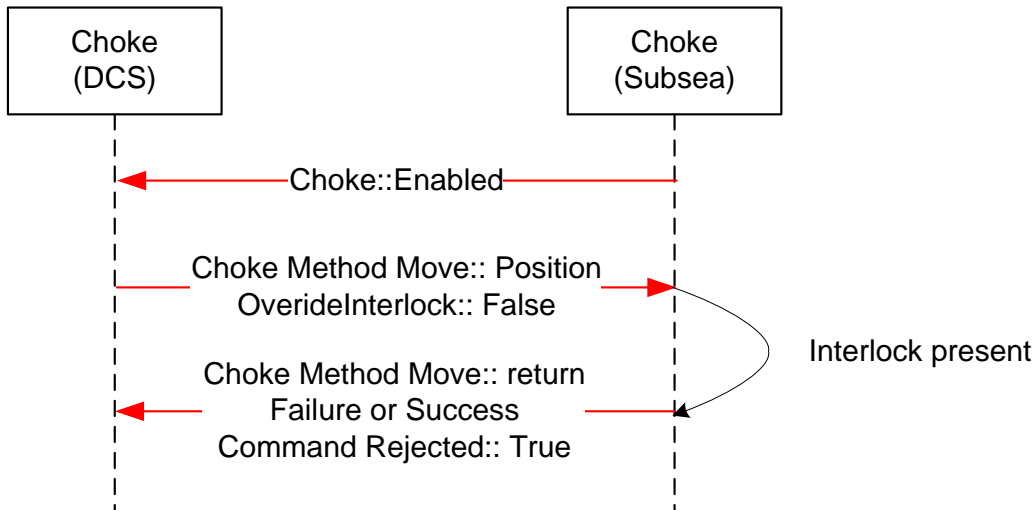 Choke
(DCS)
Choke
(Subsea)
Choke::Enabled
Choke Method Move:: Position
OverideInterlock:: False
Interlock present
Choke Method Move:: return
Failure or Success
Command Rejected:: True